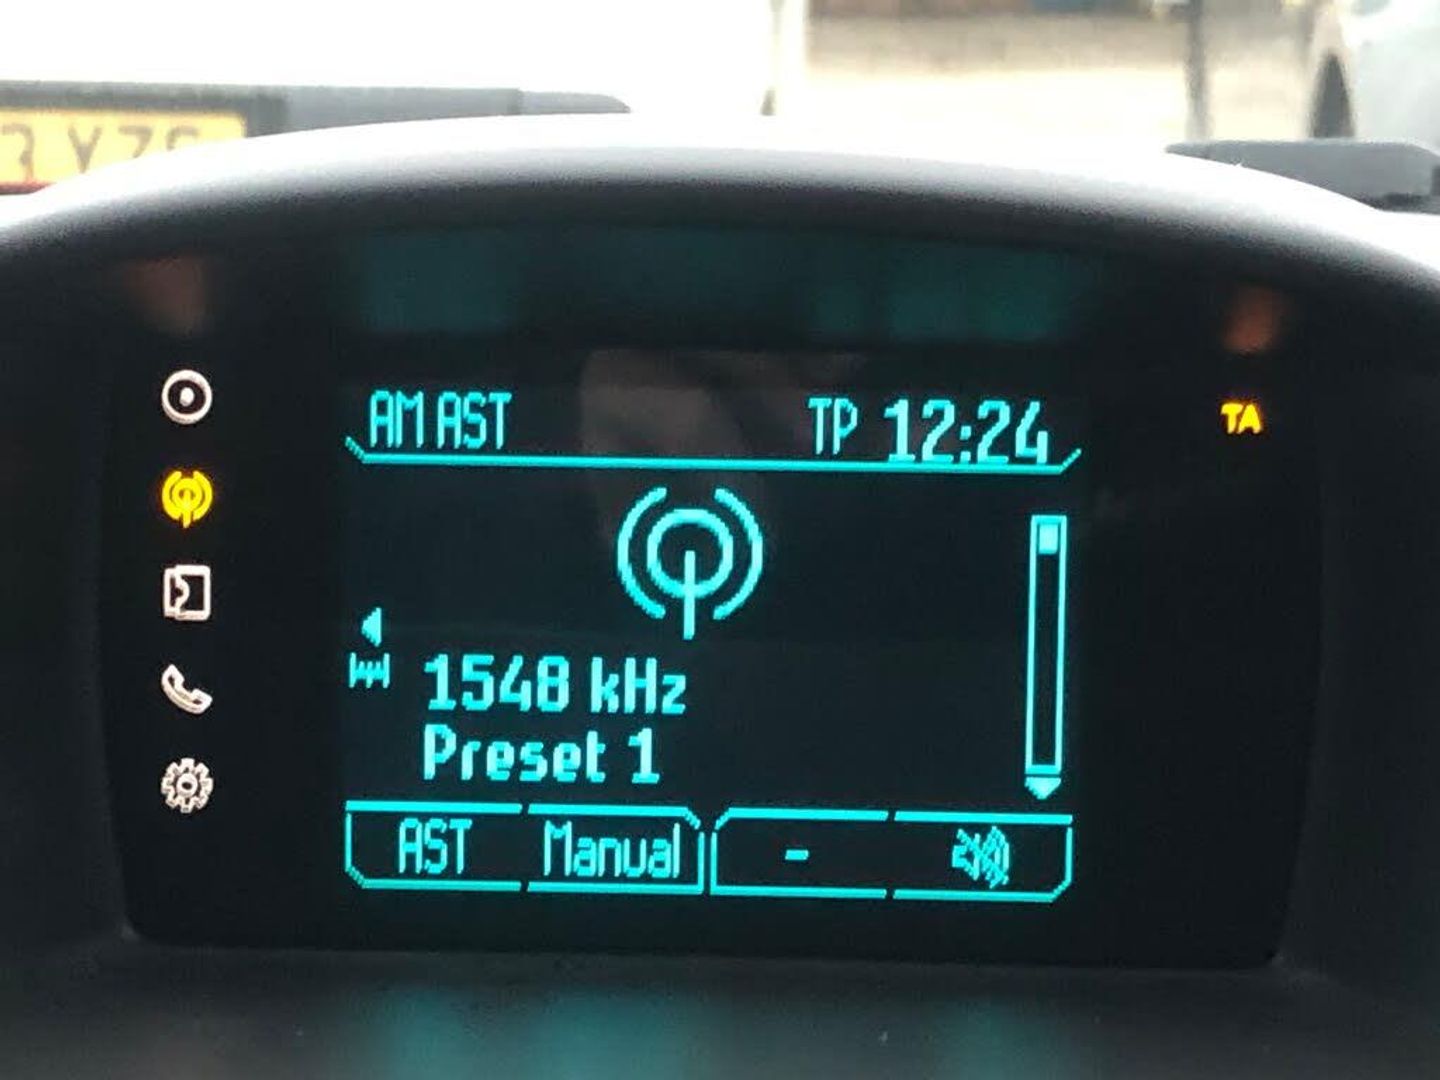 AM AST TP 12:24
TA
1548 kHz
Preset 1
AST Manual -